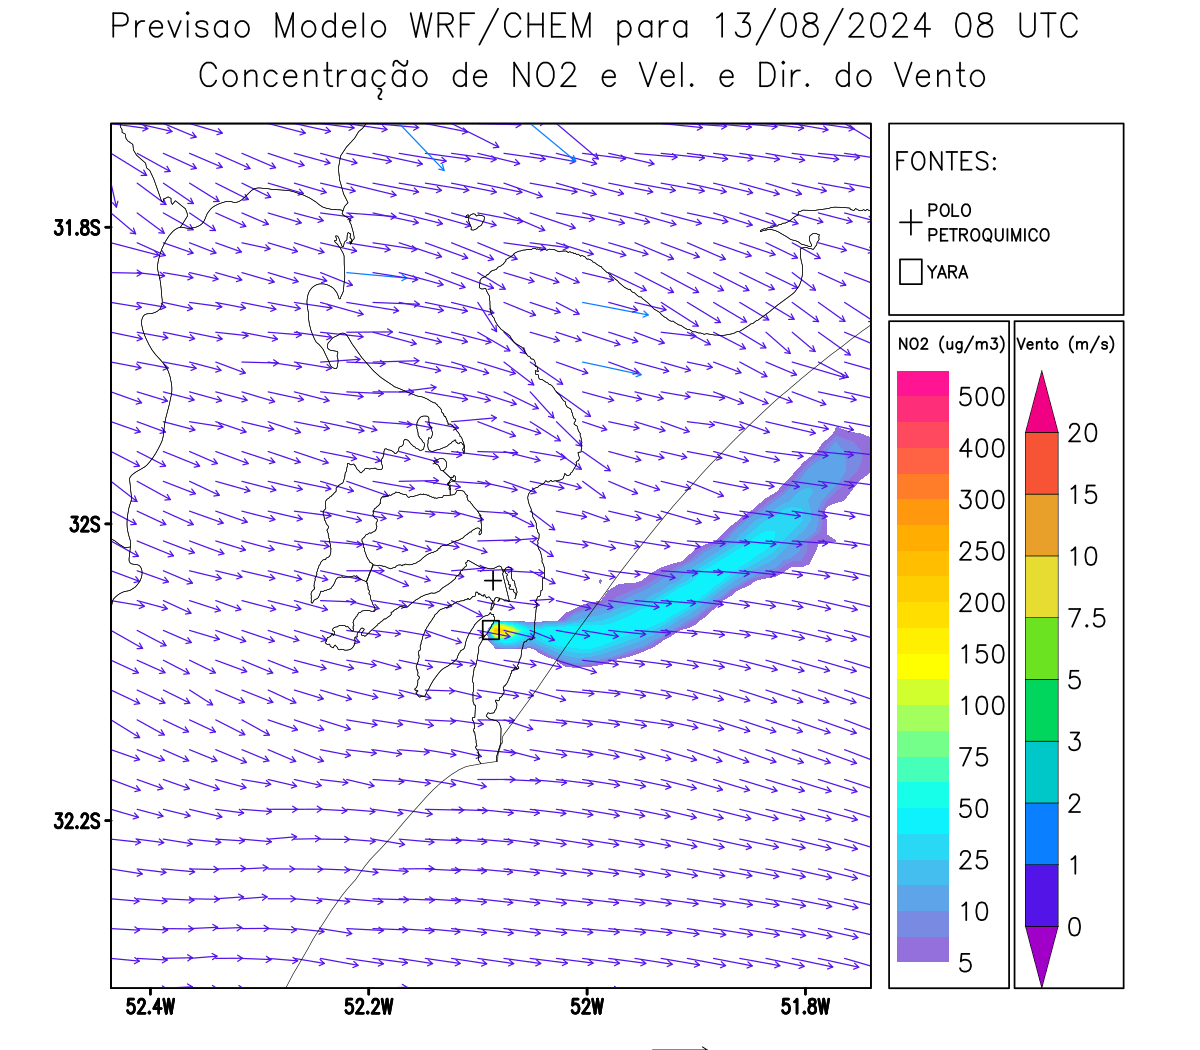 Previsao Modelo WRF/CHEM para 13/08/2024 08 UTC
Concentração de NO2 e Vel. e Dir. do Vento
FONTES:
POLO
PETROQUIMICO
YARA
NO2 (ug/m3)
500
400
300
250
200
150
100
75
50
25
10
5
Vento (m/s)
20
15
10
7.5
5
3
2
1
0
31.8S
32S
32.2S
52.4W 52.2W 52W 51.8W